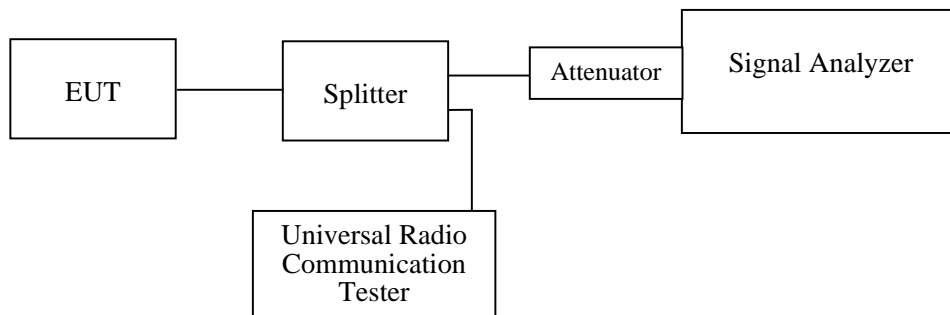 EUT
Splitter
Attenuator
Signal Analyzer
Universal Radio
Communication
Tester